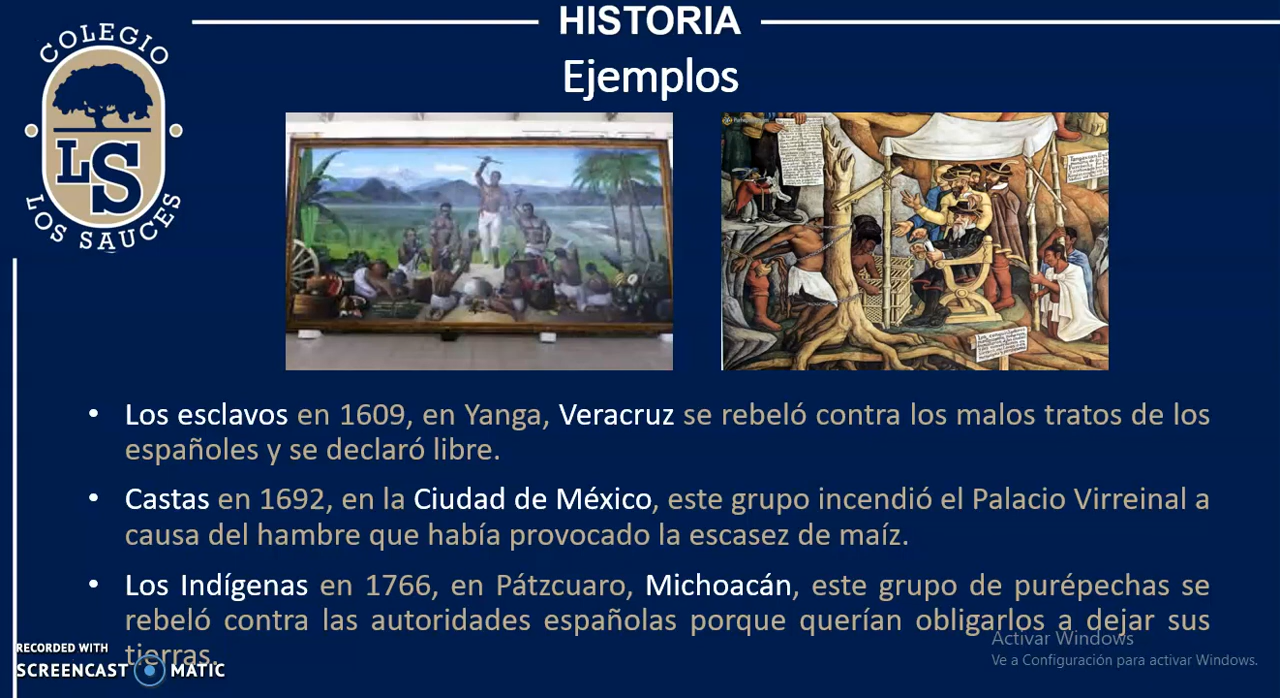 HISTORIA
Ejemplos
COLEGIO
LS
LOS SAUCES
• Los esclavos en 1609, en Yanga, Veracruz se rebeló contra los malos tratos de los
españoles y se declaró libre.
• Castas en 1692, en la Ciudad de México, este grupo incendió el Palacio Virreinal a
causa del hambre que había provocado la escasez de maíz.
• Los Indígenas en 1766, en Pátzcuaro, Michoacán, este grupo de purépechas se
rebeló contra las autoridades españolas porque querían obligarlos a dejar sus
tierras.
RECORDED WITH
SCREENCAST MATIC
Activar Windows
Ve a Configuración para activar Windows.